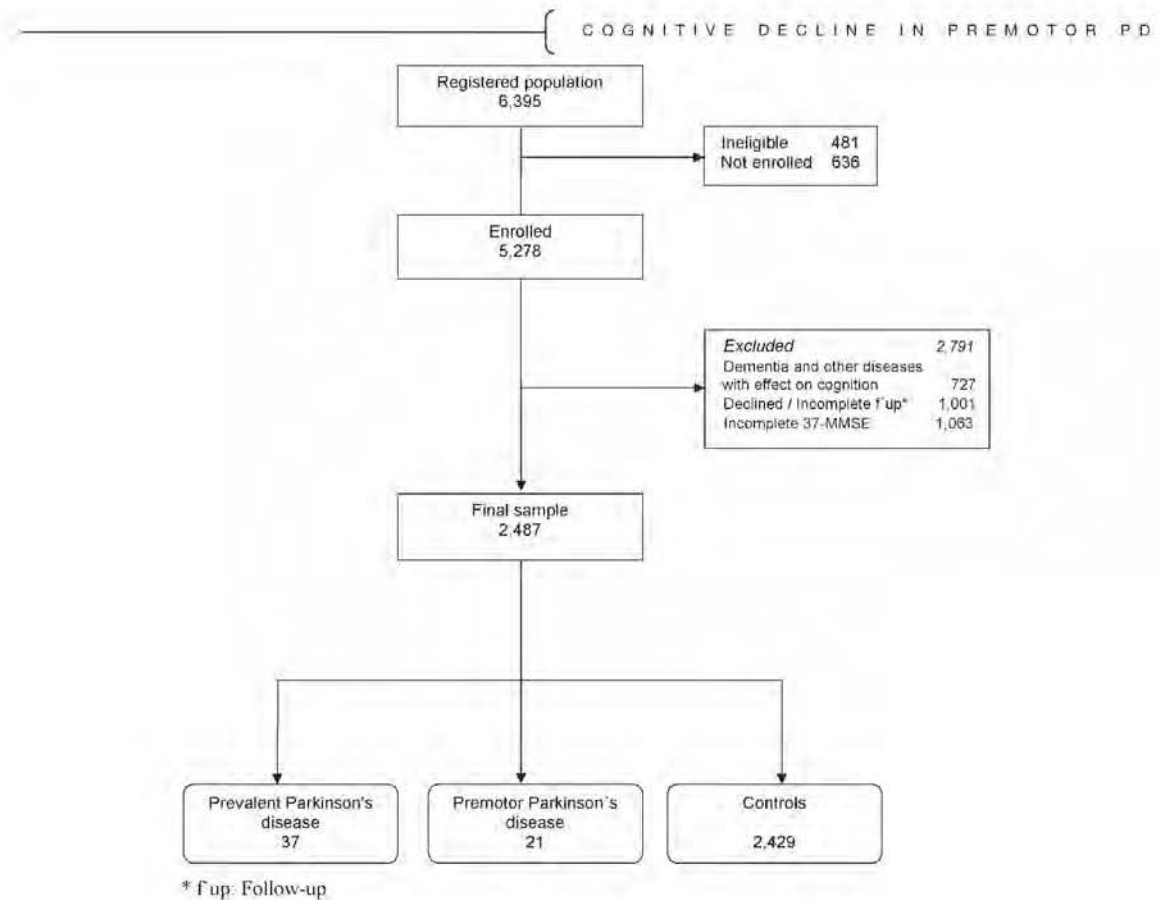 COGNITIVE DECLINE IN PREMOTOR PD
Registered population
6,395
Ineligible 481
Not enrolled 636
Enrolled
5,278
Excluded 2,791
Dementia and other diseases
with effect on cognition 727
Declined / Incomplete f´up* 1,001
Incomplete 37-MMSE 1,063
Final sample
2,487
Prevalent Parkinson's
disease
37
Premotor Parkinson´s
disease
21
Controls
2,429
* f´up: Follow-up